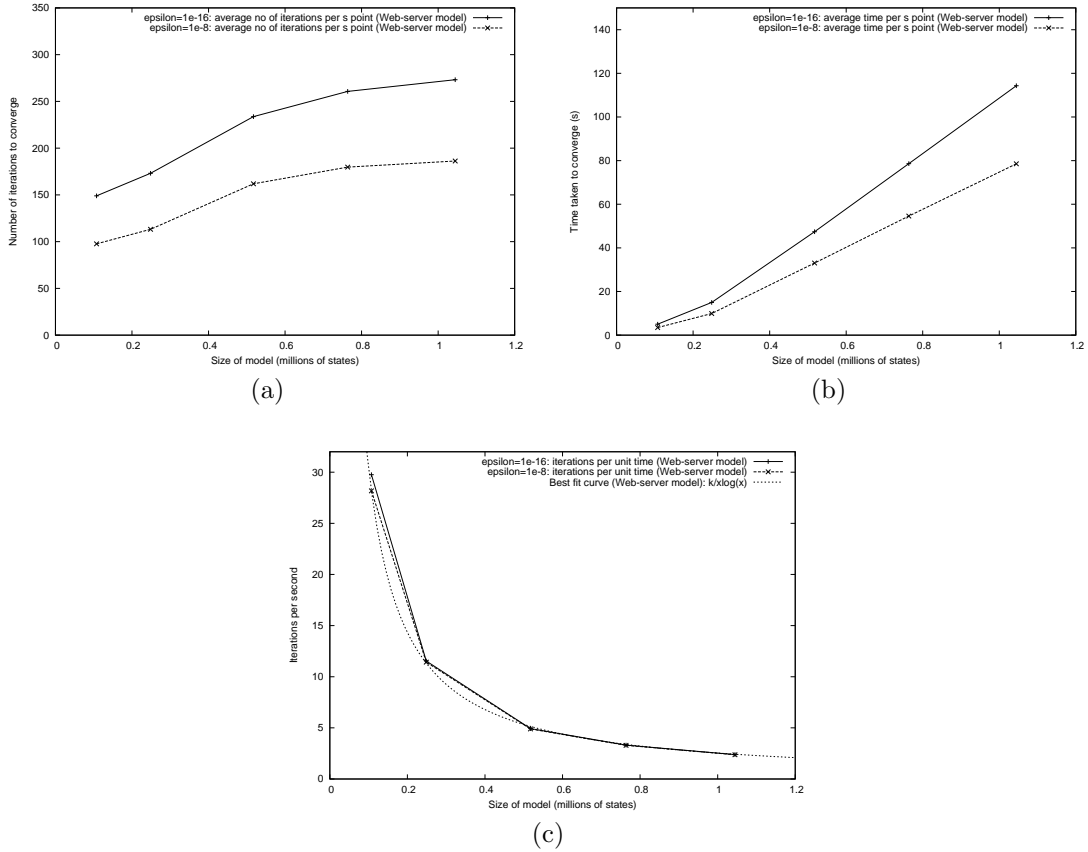 epsilon=1e-16: average no of iterations per s point (Web-server model)
epsilon=1e-8: average no of iterations per s point (Web-server model)
350
300
250
200
150
100
50
0
Number of iterations to converge
0 0.2 0.4 0.6 0.8 1 1.2
Size of model (millions of states)
(a)
epsilon=1e-16: average time per s point (Web-server model)
epsilon=1e-8: average time per s point (Web-server model)
140
120
100
80
60
40
20
0
Time taken to converge (s)
0 0.2 0.4 0.6 0.8 1 1.2
Size of model (millions of states)
(b)
epsilon=1e-16: iterations per unit time (Web-server model)
epsilon=1e-8: iterations per unit time (Web-server model)
Best fit curve (Web-server model): k/xlog(x)
30
25
20
15
10
5
0
Iterations per second
0 0.2 0.4 0.6 0.8 1 1.2
Size of model (millions of states)
(c)